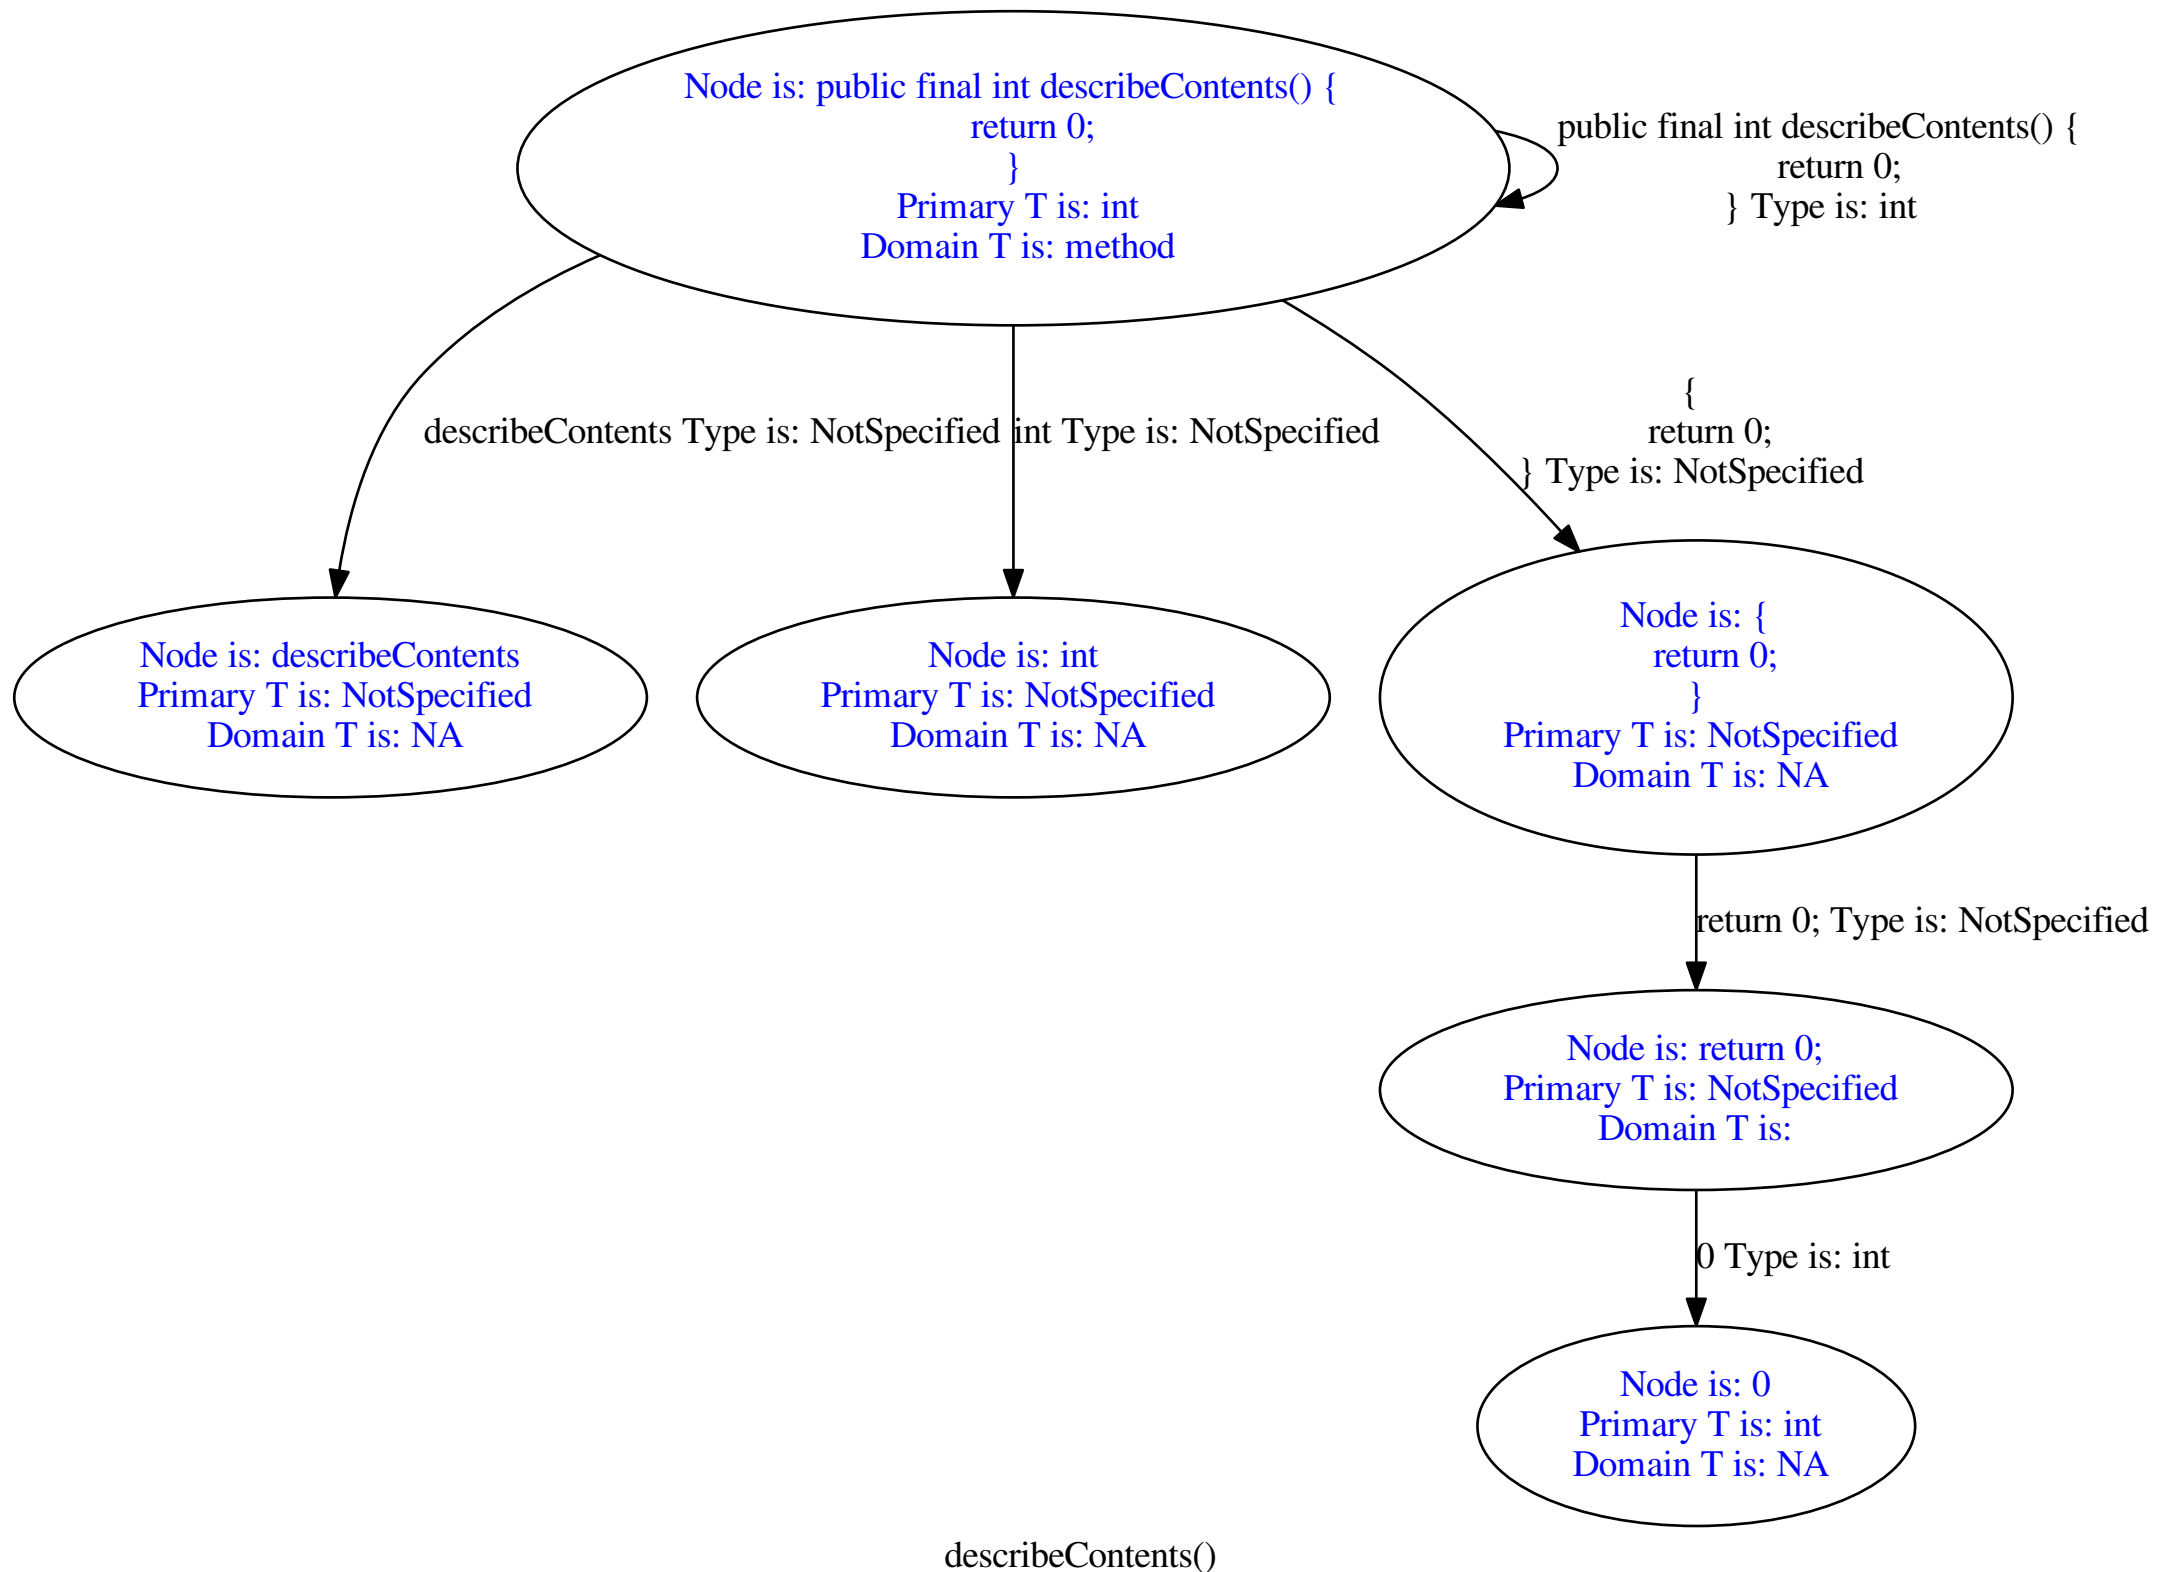 Node is: public final int describeContents() {
return 0;
}
Primary T is: int
Domain T is: method
public final int describeContents() {
return 0;
} Type is: int
describeContents Type is: NotSpecified
int Type is: NotSpecified
{
return 0;
} Type is: NotSpecified
Node is: describeContents
Primary T is: NotSpecified
Domain T is: NA
Node is: int
Primary T is: NotSpecified
Domain T is: NA
Node is: {
return 0;
}
Primary T is: NotSpecified
Domain T is: NA
return 0; Type is: NotSpecified
Node is: return 0;
Primary T is: NotSpecified
Domain T is:
0 Type is: int
Node is: 0
Primary T is: int
Domain T is: NA
describeContents()